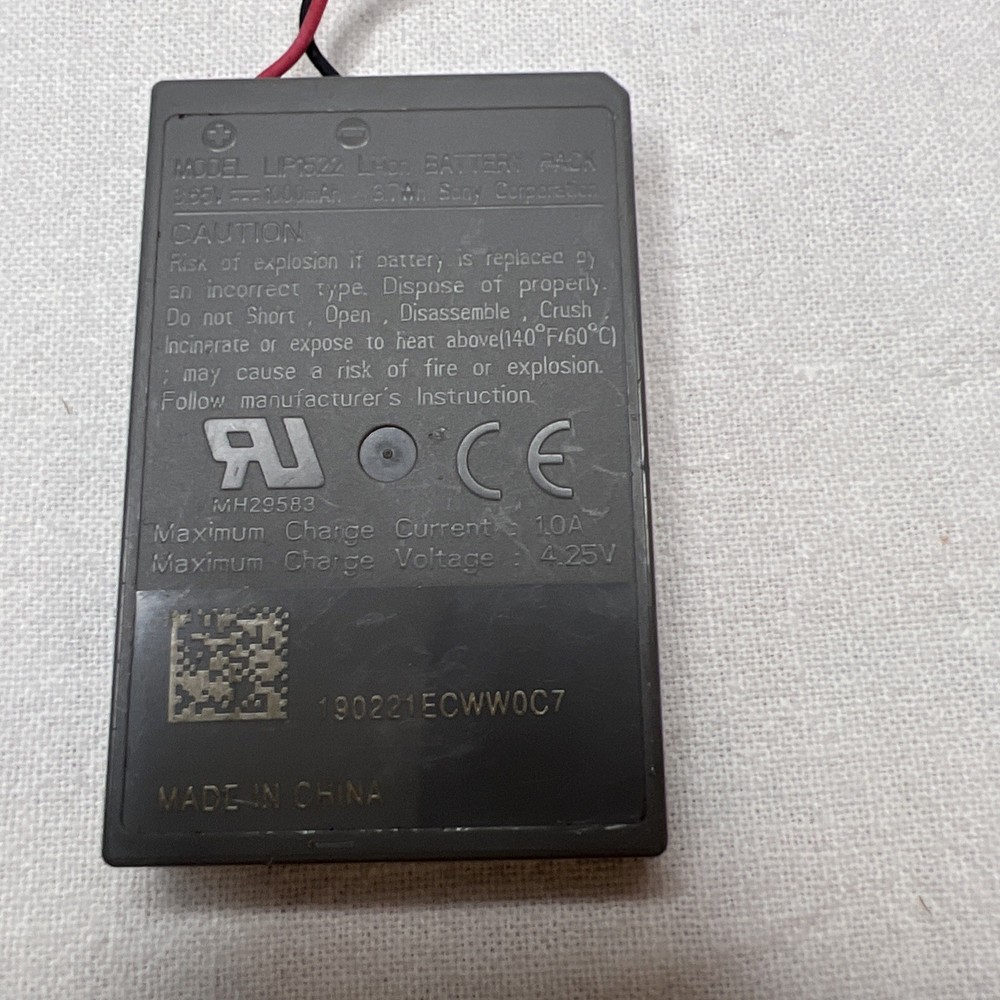 MODEL LIP1522 Li-ion BATTERY PACK
3.65V 1000mAh 3.7Wh Sony Corporation
CAUTION
Risk of explosion if battery is replaced by
an incorrect type. Dispose of properly.
Do not Short , Open , Disassemble , Crush ,
Incinerate or expose to heat above(140°F/60°C)
; may cause a risk of fire or explosion.
Follow manufacturer's Instruction
RU CE
MH29583
Maximum Charge Current : 1.0A
Maximum Charge Voltage : 4.25V
190221ECWW0C7
MADE IN CHINA